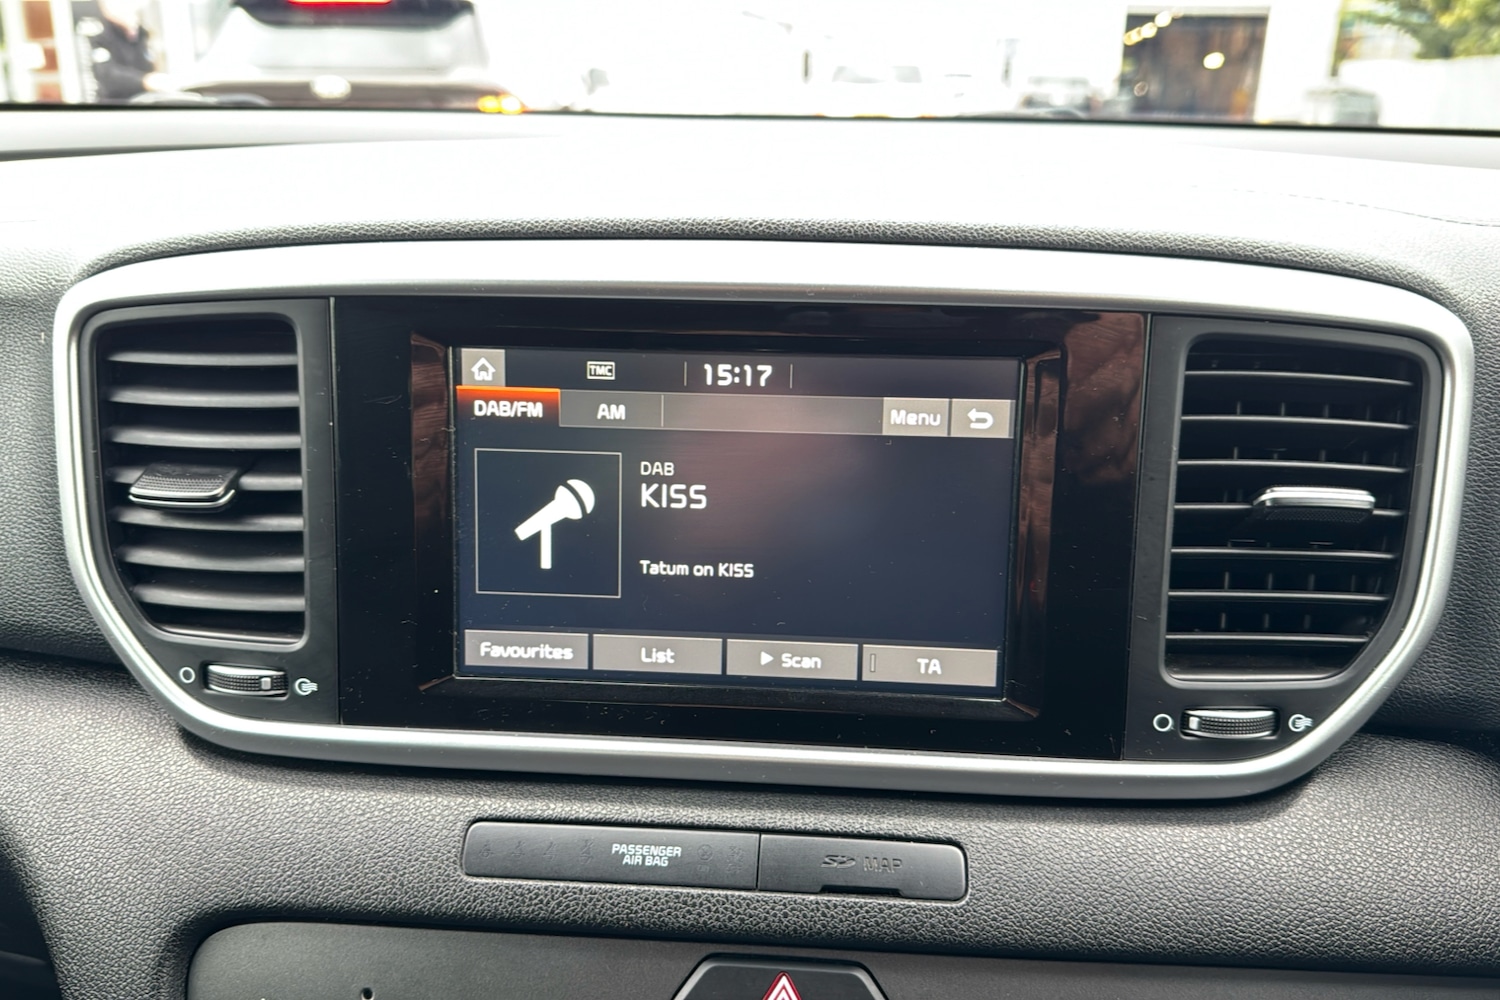 TMC
15:17
DAB/FM
AM
Menu
DAB
KISS
Tatum on KISS
Favourites
List
Scan
TA
PASSENGER
AIR BAG
SD MAP